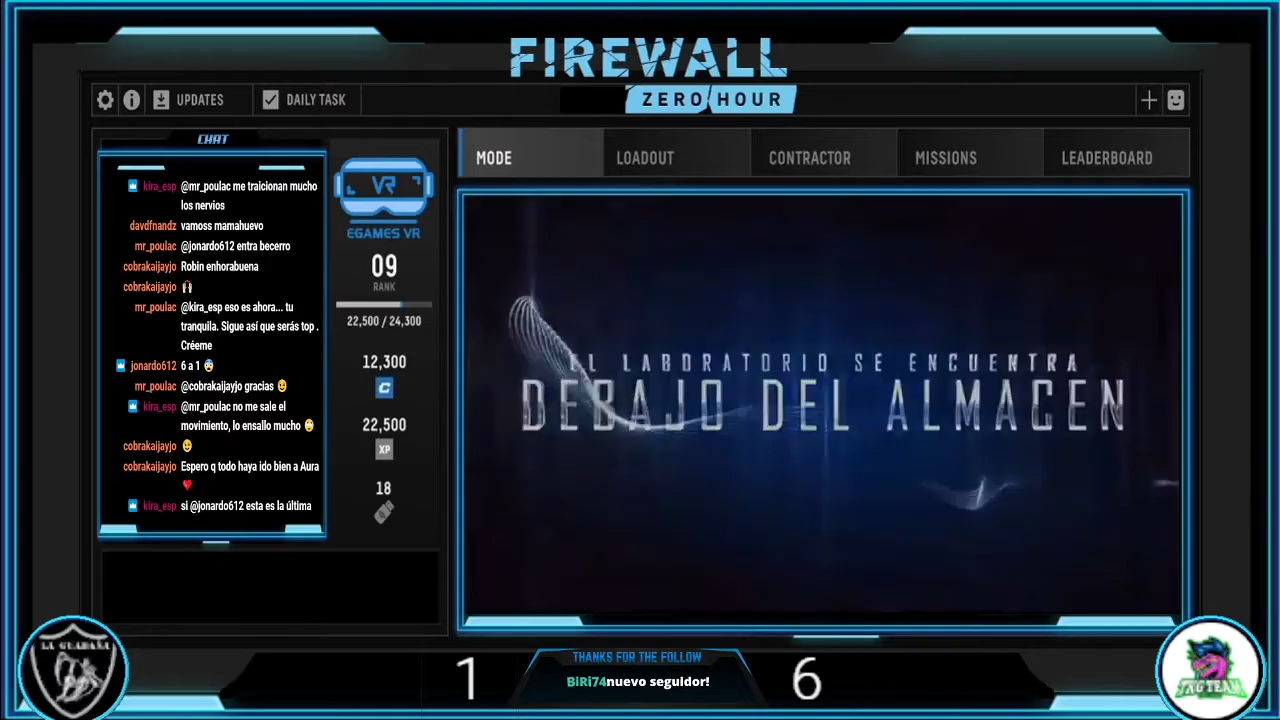 FIREWALL
ZERO HOUR
UPDATES
DAILY TASK
CHAT
kira_esp @mr_poulac me traicionan mucho
los nervios
davdfnandz vamos mamahuevo
mr_poulac @jonardo612 entra becerro
cobrakaijayjo Robin enhorabuena
cobrakaijayjo
mr_poulac @kira_esp eso es ahora... tu
tranquila. Sigue así que serás top .
Créeme
jonardo612 6 a 1 😨
mr_poulac @cobrakaijayjo gracias 🙂
kira_esp @mr_poulac no me sale el
movimiento, lo ensallo mucho 🙄
cobrakaijayjo 🙂
cobrakaijayjo Espero q todo haya ido bien a Aura
❤️
kira_esp si @jonardo612 esta es la última
VR
EGAMES VR
09
RANK
22,500 / 24,300
12,300
C
22,500
XP
18
MODE
LOADOUT
CONTRACTOR
MISSIONS
LEADERBOARD
EL LABORATORIO SE ENCUENTRA
DEBAJO DEL ALMACEN
LA GUADAÑA
1
THANKS FOR THE FOLLOW
BiRi74nuevo seguidor!
6
TXG TEAM